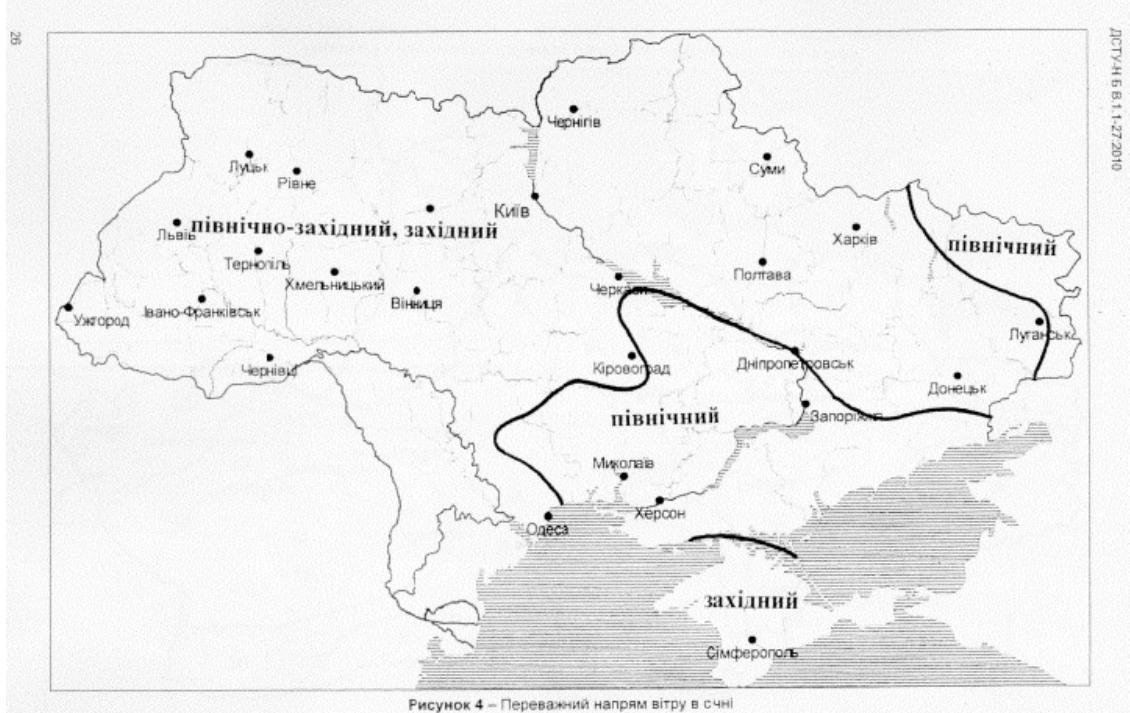 26
ДСТУ-Н Б В.1.1-27:2010
Чернігів
Луцьк
Рівне
Суми
Київ
Львів
північно-західний, західний
Харків
північний
Тернопіль
Хмельницький
Вінниця
Полтава
Черкаси
Ужгород
Івано-Франківськ
Луганськ
Чернівці
Кіровоград
Дніпропетровськ
Донецьк
північний
Запоріжжя
Миколаїв
Херсон
Одеса
західний
Сімферополь
Рисунок 4 – Переважний напрям вітру в січні